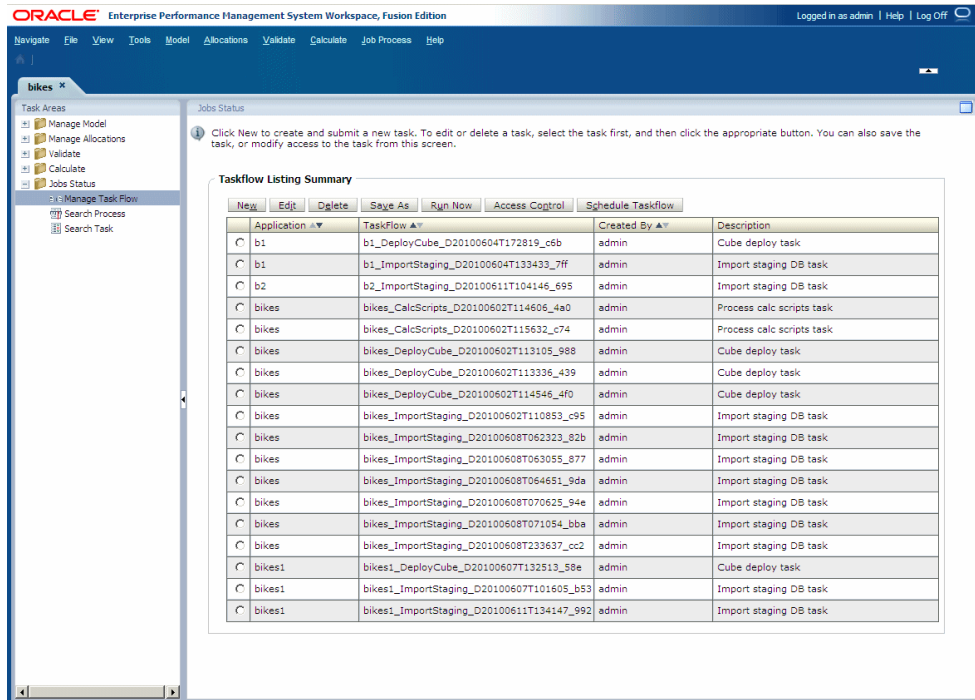 ORACLE Enterprise Performance Management System Workspace, Fusion Edition
Logged in as admin | Help | Log Off
Navigate File View Tools Model Allocations Validate Calculate Job Process Help
bikes ×
Task Areas
Manage Model
Manage Allocations
Validate
Calculate
Jobs Status
Manage Task Flow
Search Process
Search Task
Jobs Status
Click New to create and submit a new task. To edit or delete a task, select the task first, and then click the appropriate button. You can also save the
task, or modify access to the task from this screen.
Taskflow Listing Summary
New Edit Delete Save As Run Now Access Control Schedule Taskflow
Application TaskFlow Created By Description
b1 b1_DeployCube_D20100604T172819_c6b admin Cube deploy task
b1 b1_ImportStaging_D20100604T133433_7ff admin Import staging DB task
b2 b2_ImportStaging_D20100611T104146_695 admin Import staging DB task
bikes bikes_CalcScripts_D20100602T114606_4a0 admin Process calc scripts task
bikes bikes_CalcScripts_D20100602T115632_c74 admin Process calc scripts task
bikes bikes_DeployCube_D20100602T113105_988 admin Cube deploy task
bikes bikes_DeployCube_D20100602T113336_439 admin Cube deploy task
bikes bikes_DeployCube_D20100602T114546_4f0 admin Cube deploy task
bikes bikes_ImportStaging_D20100602T110853_c95 admin Import staging DB task
bikes bikes_ImportStaging_D20100608T062323_82b admin Import staging DB task
bikes bikes_ImportStaging_D20100608T063055_877 admin Import staging DB task
bikes bikes_ImportStaging_D20100608T064651_9da admin Import staging DB task
bikes bikes_ImportStaging_D20100608T070625_94e admin Import staging DB task
bikes bikes_ImportStaging_D20100608T071054_bba admin Import staging DB task
bikes bikes_ImportStaging_D20100608T233637_cc2 admin Import staging DB task
bikes1 bikes1_DeployCube_D20100607T132513_58e admin Cube deploy task
bikes1 bikes1_ImportStaging_D20100607T101605_b53 admin Import staging DB task
bikes1 bikes1_ImportStaging_D20100611T134147_992 admin Import staging DB task